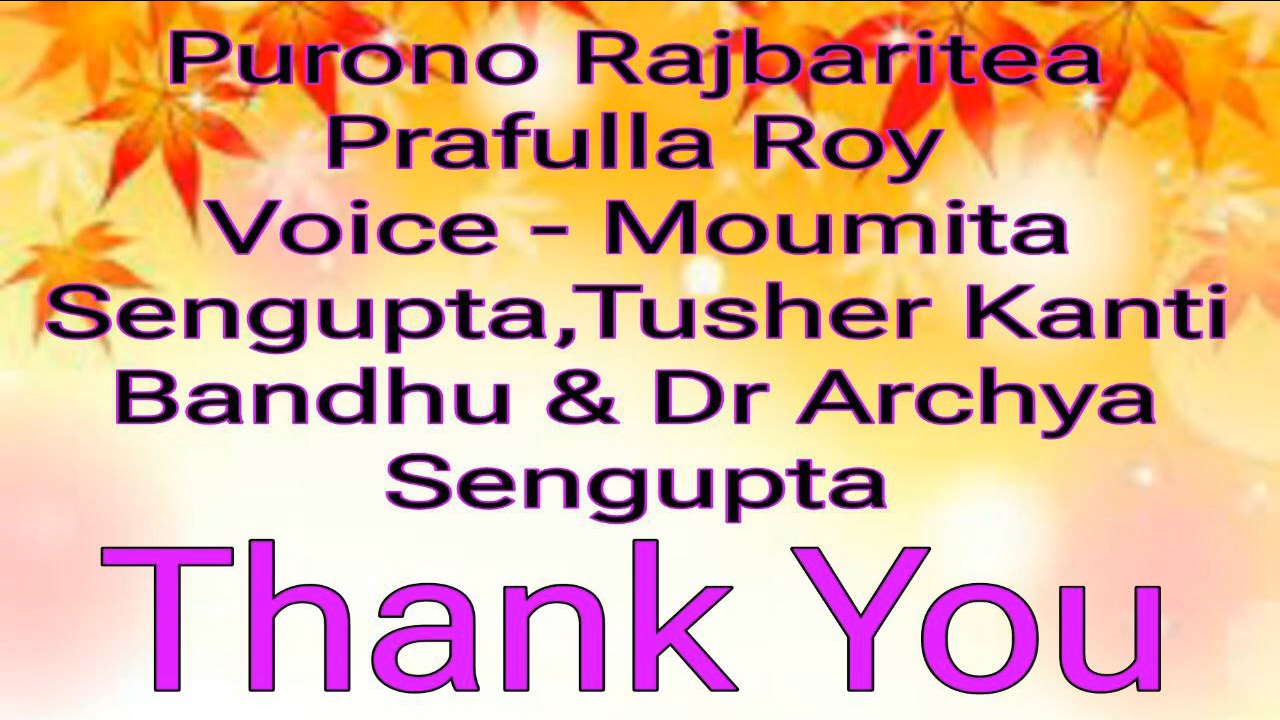 Purono Rajbaritea
Prafulla Roy
Voice - Moumita
Sengupta,Tusher Kanti
Bandhu & Dr Archya
Sengupta
Thank You